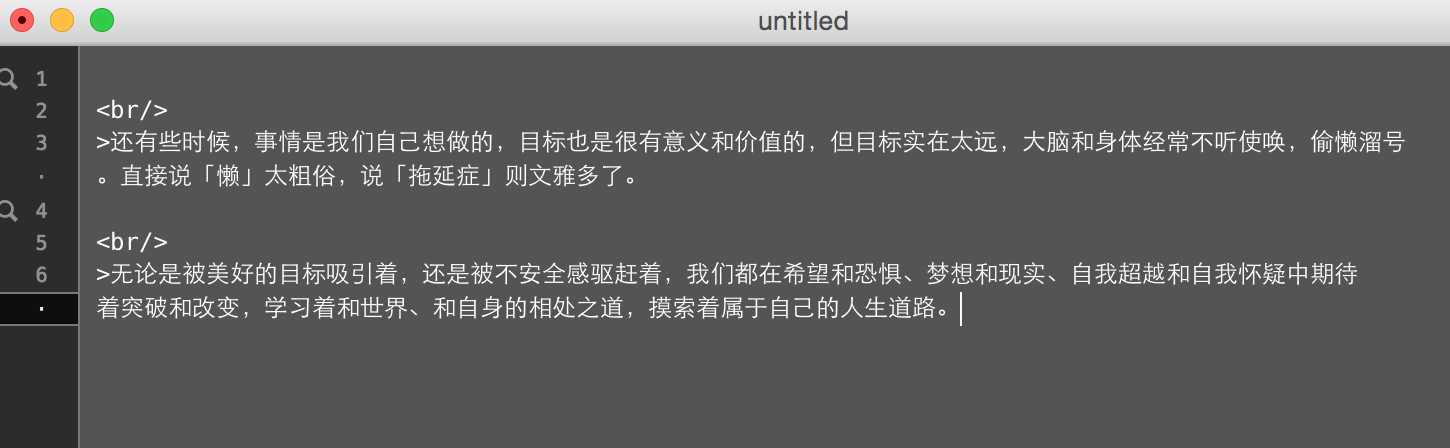 untitled
1
2 <br/>
3 >还有些时候，事情是我们自己想做的，目标也是很有意义和价值的，但目标实在太远，大脑和身体经常不听使唤，偷懒溜号
· 。直接说「懒」太粗俗，说「拖延症」则文雅多了。
4
5 <br/>
6 >无论是被美好的目标吸引着，还是被不安全感驱赶着，我们都在希望和恐惧、梦想和现实、自我超越和自我怀疑中期待
· 着突破和改变，学习着和世界、和自身的相处之道，摸索着属于自己的人生道路。